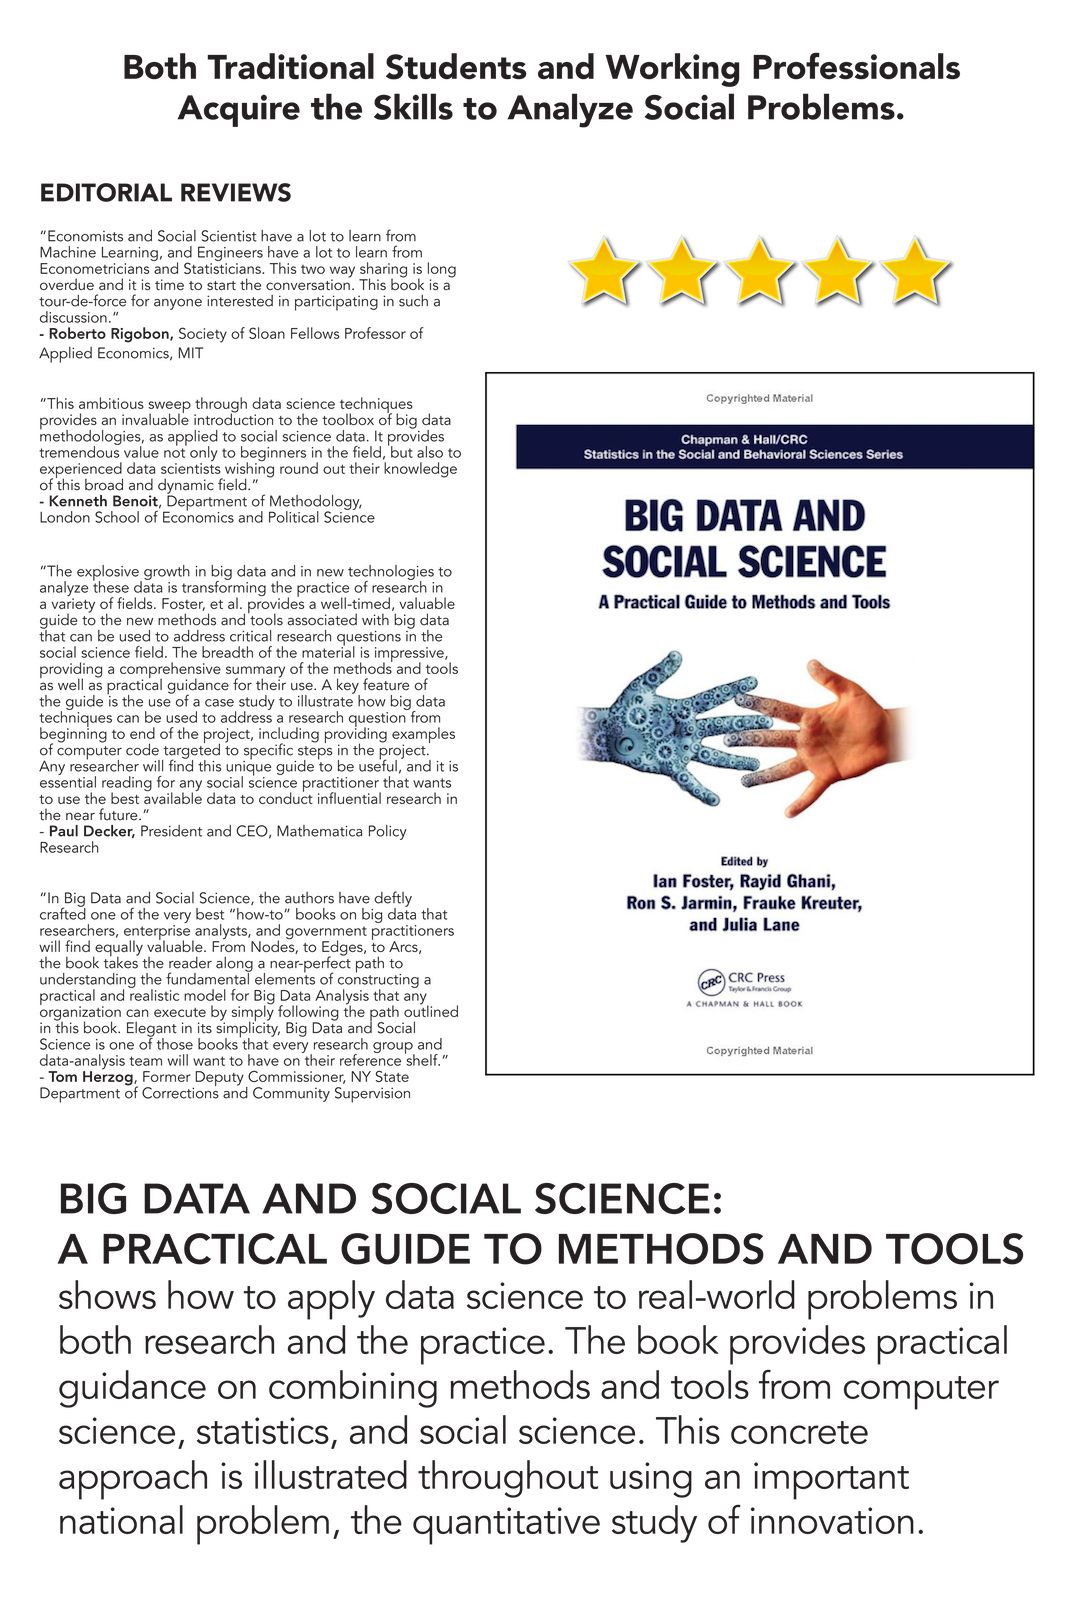 Both Traditional Students and Working Professionals
Acquire the Skills to Analyze Social Problems.
EDITORIAL REVIEWS
“Economists and Social Scientist have a lot to learn from
Machine Learning, and Engineers have a lot to learn from
Econometricians and Statisticians. This two way sharing is long
overdue and it is time to start the conversation. This book is a
tour-de-force for anyone interested in participating in such a
discussion.”
- Roberto Rigobon, Society of Sloan Fellows Professor of
Applied Economics, MIT
“This ambitious sweep through data science techniques
provides an invaluable introduction to the toolbox of big data
methodologies, as applied to social science data. It provides
tremendous value not only to beginners in the field, but also to
experienced data scientists wishing round out their knowledge
of this broad and dynamic field.”
- Kenneth Benoit, Department of Methodology,
London School of Economics and Political Science
“The explosive growth in big data and in new technologies to
analyze these data is transforming the practice of research in
a variety of fields. Foster, et al. provides a well-timed, valuable
guide to the new methods and tools associated with big data
that can be used to address critical research questions in the
social science field. The breadth of the material is impressive,
providing a comprehensive summary of the methods and tools
as well as practical guidance for their use. A key feature of
the guide is the use of a case study to illustrate how big data
techniques can be used to address a research question from
beginning to end of the project, including providing examples
of computer code targeted to specific steps in the project.
Any researcher will find this unique guide to be useful, and it is
essential reading for any social science practitioner that wants
to use the best available data to conduct influential research in
the near future.”
- Paul Decker, President and CEO, Mathematica Policy
Research
“In Big Data and Social Science, the authors have deftly
crafted one of the very best “how-to” books on big data that
researchers, enterprise analysts, and government practitioners
will find equally valuable. From Nodes, to Edges, to Arcs,
the book takes the reader along a near-perfect path to
understanding the fundamental elements of constructing a
practical and realistic model for Big Data Analysis that any
organization can execute by simply following the path outlined
in this book. Elegant in its simplicity, Big Data and Social
Science is one of those books that every research group and
data-analysis team will want to have on their reference shelf.”
- Tom Herzog, Former Deputy Commissioner, NY State
Department of Corrections and Community Supervision
Copyrighted Material
Chapman & Hall/CRC
Statistics in the Social and Behavioral Sciences Series
BIG DATA AND
SOCIAL SCIENCE
A Practical Guide to Methods and Tools
Edited by
Ian Foster, Rayid Ghani,
Ron S. Jarmin, Frauke Kreuter,
and Julia Lane
CRC CRC Press
Taylor & Francis Group
A CHAPMAN & HALL BOOK
Copyrighted Material
BIG DATA AND SOCIAL SCIENCE:
A PRACTICAL GUIDE TO METHODS AND TOOLS
shows how to apply data science to real-world problems in
both research and the practice. The book provides practical
guidance on combining methods and tools from computer
science, statistics, and social science. This concrete
approach is illustrated throughout using an important
national problem, the quantitative study of innovation.